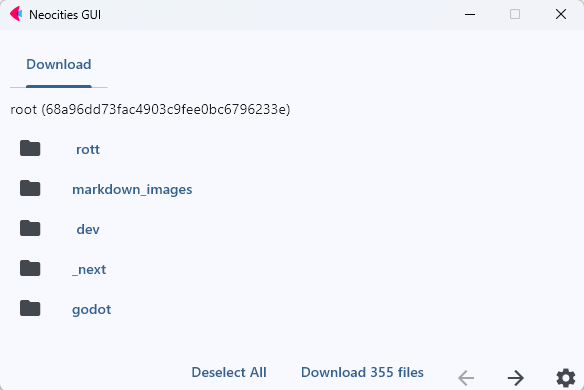 Neocities GUI
Download
root (68a96dd73fac4903c9fee0bc6796233e)
rott
markdown_images
dev
_next
godot
Deselect All Download 355 files